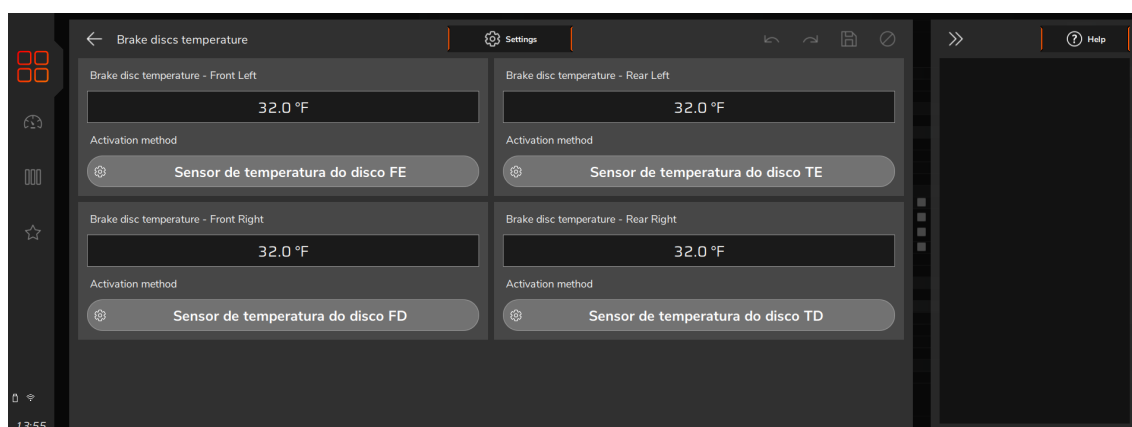 Brake discs temperature
Settings
Help
Brake disc temperature - Front Left
32.0 °F
Activation method
Sensor de temperatura do disco FE
Brake disc temperature - Rear Left
32.0 °F
Activation method
Sensor de temperatura do disco TE
Brake disc temperature - Front Right
32.0 °F
Activation method
Sensor de temperatura do disco FD
Brake disc temperature - Rear Right
32.0 °F
Activation method
Sensor de temperatura do disco TD
13:55